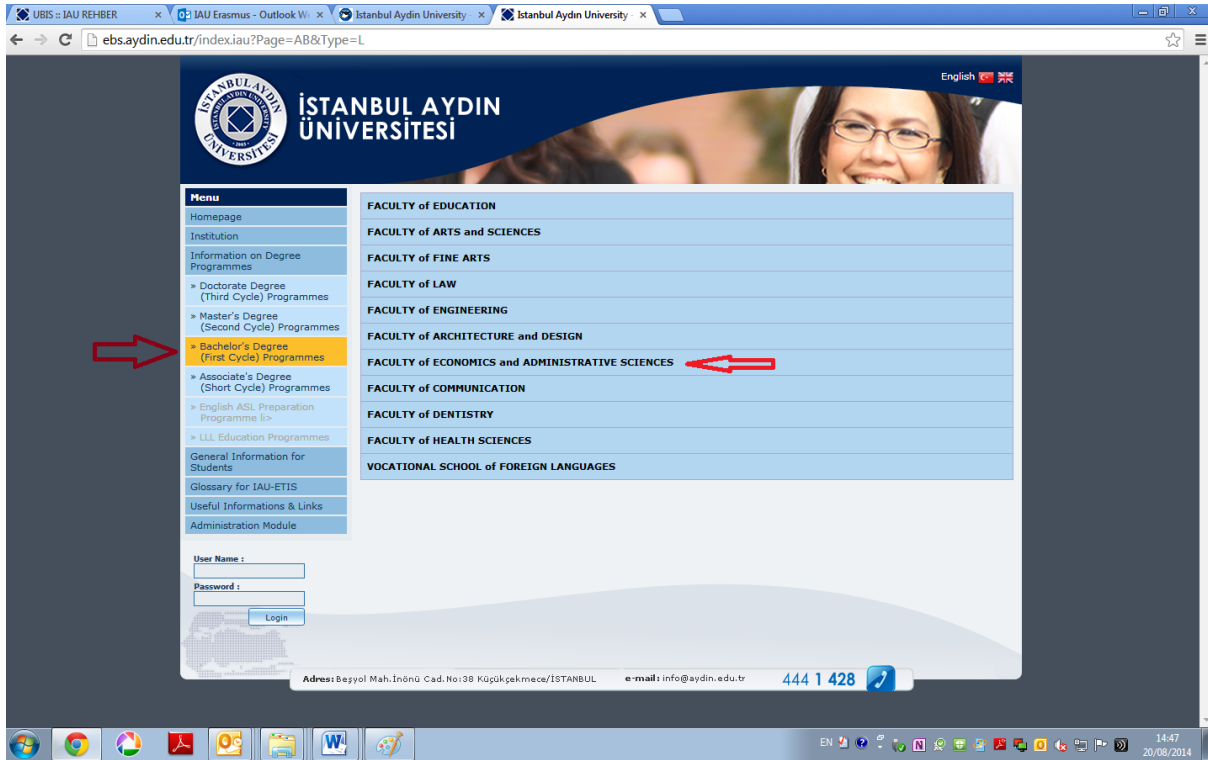 UBIS :: IAU REHBER
IAU Erasmus - Outlook W
Istanbul Aydin University -
Istanbul Aydın University -
ebs.aydin.edu.tr/index.iau?Page=AB&Type=L
English
İSTANBUL AYDIN ÜNİVERSİTESİ
İSTANBUL AYDIN
ÜNİVERSİTESİ
Menu
Homepage
Institution
Information on Degree
Programmes
» Doctorate Degree
(Third Cycle) Programmes
» Master's Degree
(Second Cycle) Programmes
» Bachelor's Degree
(First Cycle) Programmes
» Associate's Degree
(Short Cycle) Programmes
» English ASL Preparation
Programme li>
» LLL Education Programmes
General Information for
Students
Glossary for IAU-ETIS
Useful Informations & Links
Administration Module
FACULTY of EDUCATION
FACULTY of ARTS and SCIENCES
FACULTY of FINE ARTS
FACULTY of LAW
FACULTY of ENGINEERING
FACULTY of ARCHITECTURE and DESIGN
FACULTY of ECONOMICS and ADMINISTRATIVE SCIENCES
FACULTY of COMMUNICATION
FACULTY of DENTISTRY
FACULTY of HEALTH SCIENCES
VOCATIONAL SCHOOL of FOREIGN LANGUAGES
User Name :
Password :
Login
Adres: Beşyol Mah.İnönü Cad.No:38 Küçükçekmece/İSTANBUL e-mail: info@aydin.edu.tr 444 1 428
EN
14:47
20/08/2014